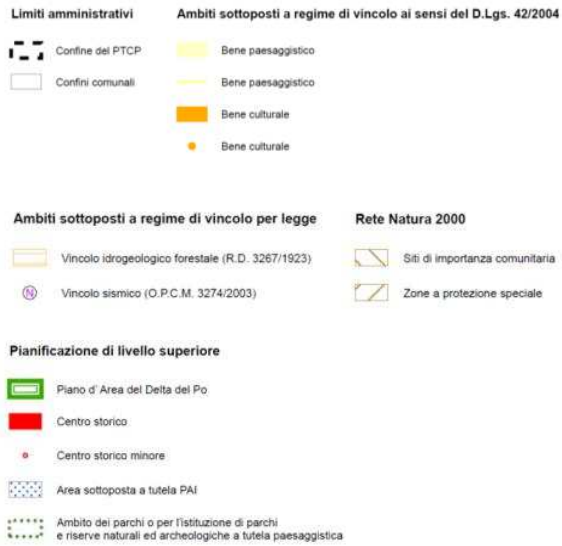 Limiti amministrativi
Confine del PTCP
Confini comunali
Ambiti sottoposti a regime di vincolo ai sensi del D.Lgs. 42/2004
Bene paesaggistico
Bene paesaggistico
Bene culturale
Bene culturale
Ambiti sottoposti a regime di vincolo per legge
Vincolo idrogeologico forestale (R.D. 3267/1923)
N
Vincolo sismico (O.P.C.M. 3274/2003)
Rete Natura 2000
Siti di importanza comunitaria
Zone a protezione speciale
Pianificazione di livello superiore
Piano d' Area del Delta del Po
Centro storico
Centro storico minore
Area sottoposta a tutela PAI
Ambito dei parchi o per l'istituzione di parchi
e riserve naturali ed archeologiche a tutela paesaggistica